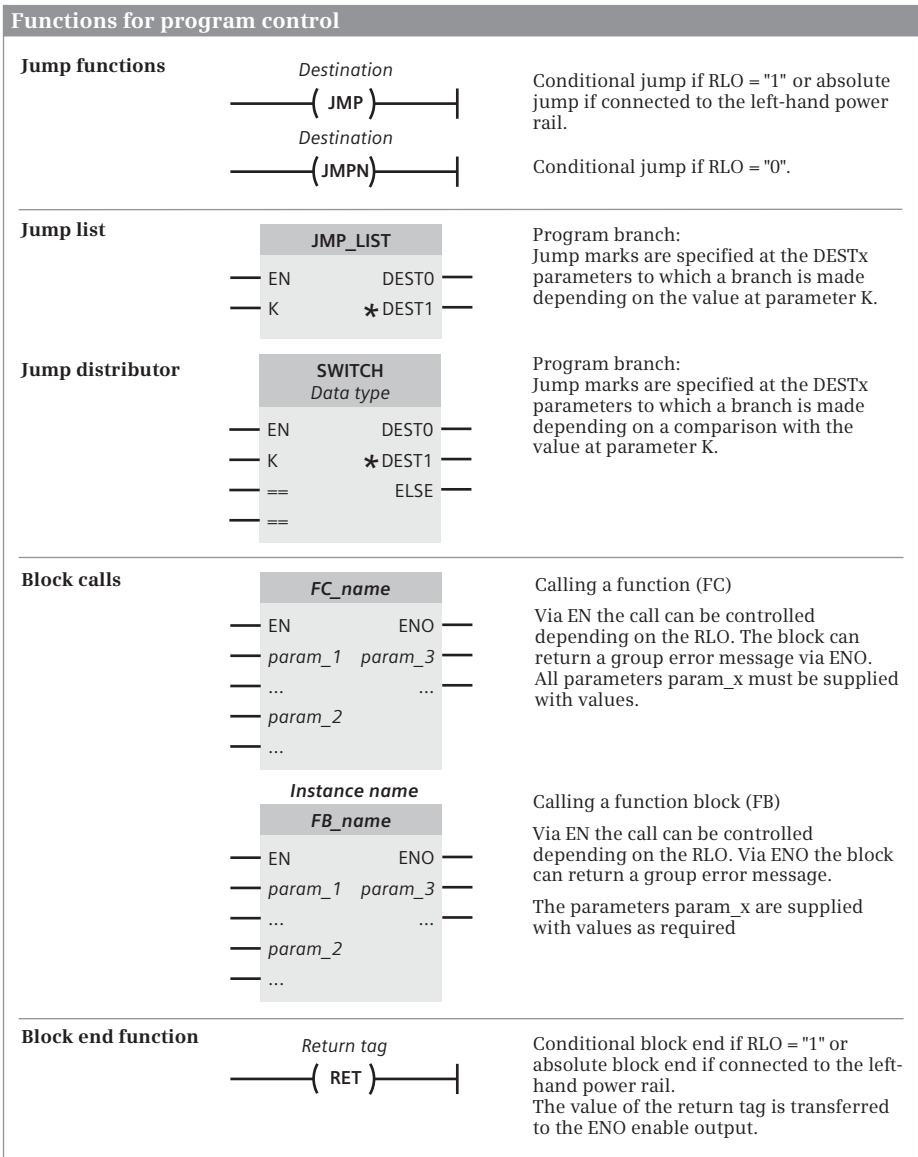 Functions for program control
Jump functions
Destination
( JMP )
Conditional jump if RLO = "1" or absolute
jump if connected to the left-hand power
rail.
Destination
(JMPN)
Conditional jump if RLO = "0".
Jump list
JMP_LIST
EN DEST0
K * DEST1
Program branch:
Jump marks are specified at the DESTx
parameters to which a branch is made
depending on the value at parameter K.
Jump distributor
SWITCH
Data type
EN DEST0
K * DEST1
== ELSE
==
Program branch:
Jump marks are specified at the DESTx
parameters to which a branch is made
depending on a comparison with the
value at parameter K.
Block calls
FC_name
EN ENO
param_1 param_3
... ...
param_2
...
Calling a function (FC)
Via EN the call can be controlled
depending on the RLO. The block can
return a group error message via ENO.
All parameters param_x must be supplied
with values.
Instance name
FB_name
EN ENO
param_1 param_3
... ...
param_2
...
Calling a function block (FB)
Via EN the call can be controlled
depending on the RLO. Via ENO the block
can return a group error message.
The parameters param_x are supplied
with values as required
Block end function
Return tag
( RET )
Conditional block end if RLO = "1" or
absolute block end if connected to the left-
hand power rail.
The value of the return tag is transferred
to the ENO enable output.